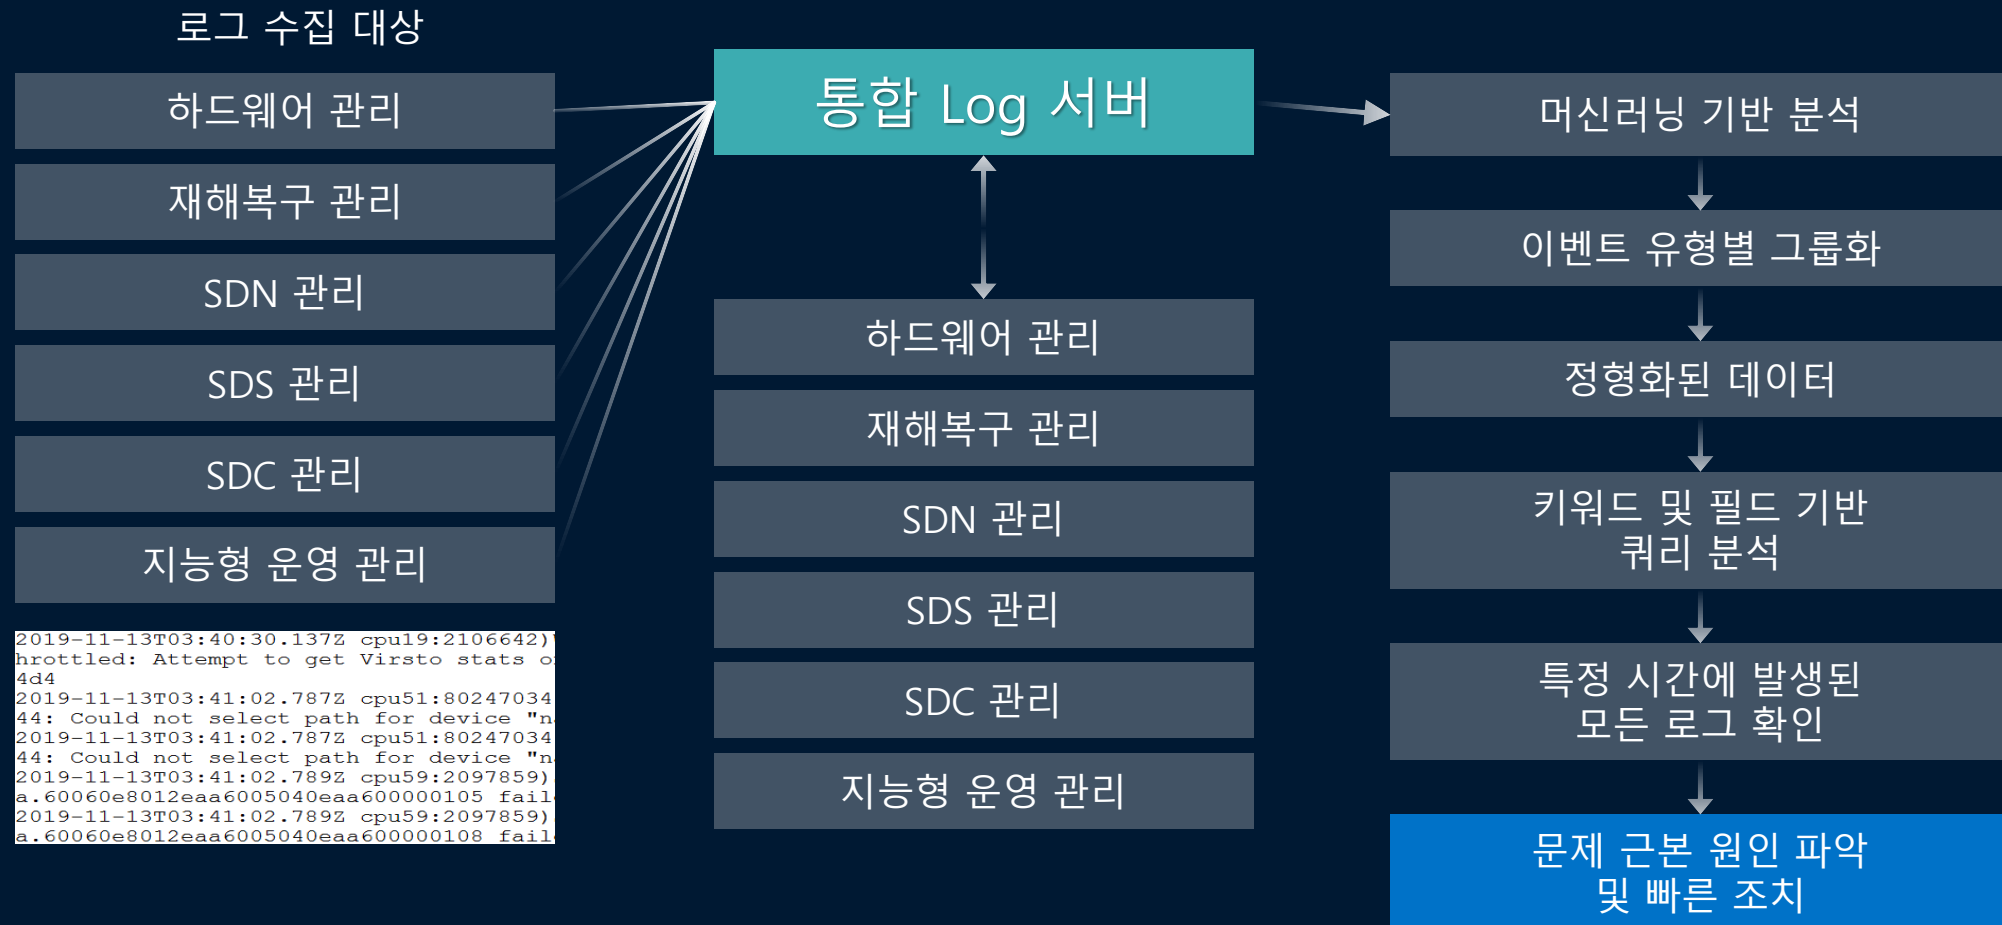 로그 수집 대상
하드웨어 관리
재해복구 관리
SDN 관리
SDS 관리
SDC 관리
지능형 운영 관리
2019-11-13T03:40:30.137Z cpu19:2106642)
hrottled: Attempt to get Virsto stats o
4d4
2019-11-13T03:41:02.787Z cpu51:80247034
44: Could not select path for device "n
2019-11-13T03:41:02.787Z cpu51:80247034
44: Could not select path for device "n
2019-11-13T03:41:02.789Z cpu59:2097859)
a.60060e8012eaa6005040eaa600000105 fail
2019-11-13T03:41:02.789Z cpu59:2097859)
a.60060e8012eaa6005040eaa600000108 fail
통합 Log 서버
하드웨어 관리
재해복구 관리
SDN 관리
SDS 관리
SDC 관리
지능형 운영 관리
머신러닝 기반 분석
이벤트 유형별 그룹화
정형화된 데이터
키워드 및 필드 기반
쿼리 분석
특정 시간에 발생된
모든 로그 확인
문제 근본 원인 파악
및 빠른 조치